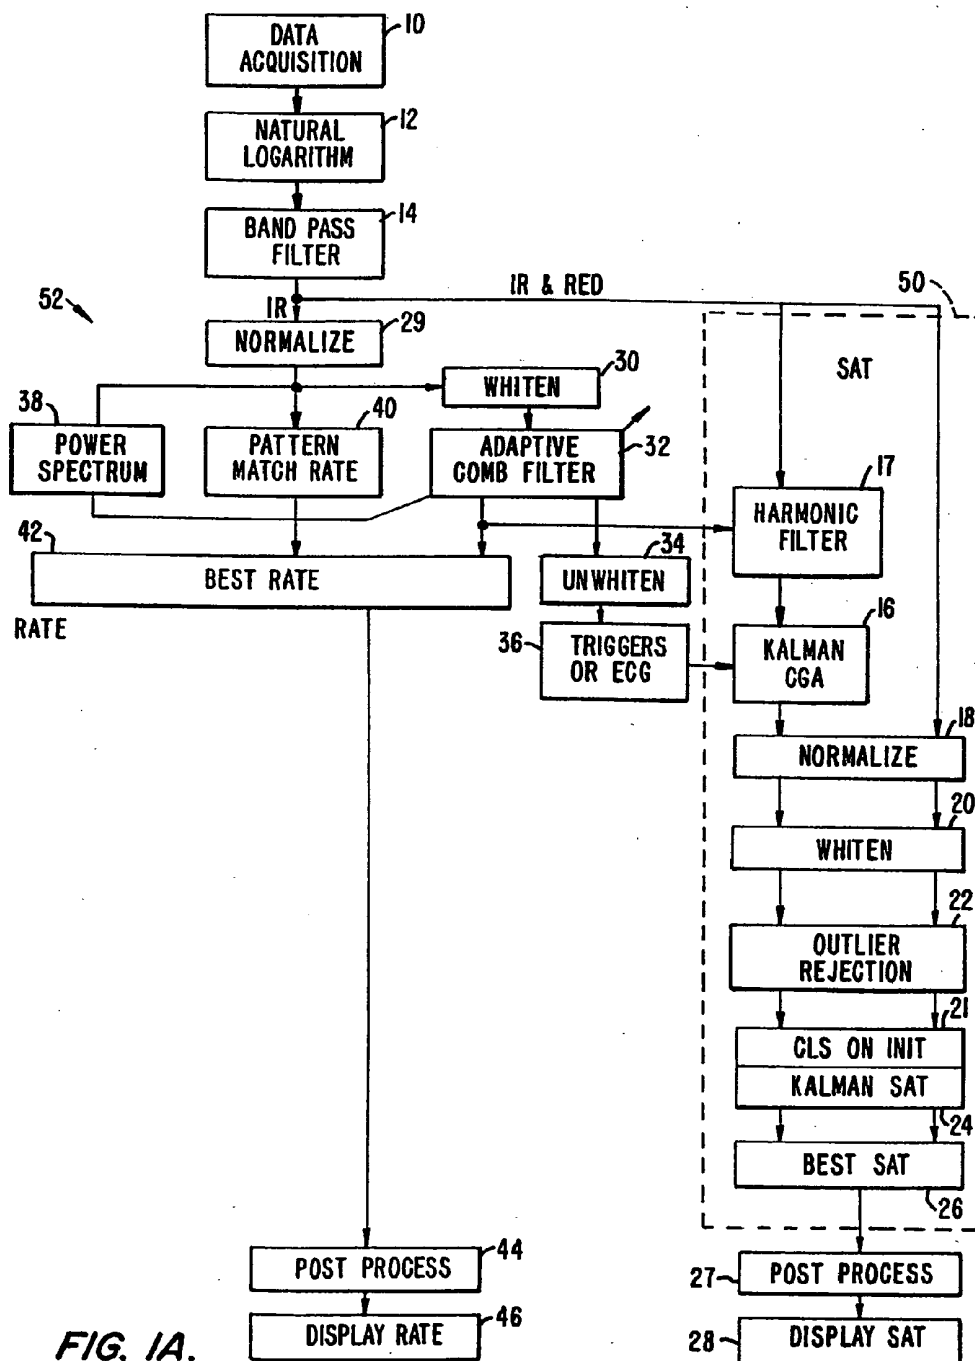 DATA
ACQUISITION
10
NATURAL
LOGARITHM
12
BAND PASS
FILTER
14
IR & RED
50
52
IR
NORMALIZE
29
SAT
WHITEN
30
38
POWER
SPECTRUM
40
PATTERN
MATCH RATE
ADAPTIVE
COMB FILTER
32
17
HARMONIC
FILTER
42
BEST RATE
34
UNWHITEN
RATE
36
TRIGGERS
OR ECG
16
KALMAN
CGA
18
NORMALIZE
20
WHITEN
22
OUTLIER
REJECTION
21
CLS ON INIT
KALMAN SAT
24
BEST SAT
26
POST PROCESS
44
27
POST PROCESS
DISPLAY RATE
46
28
DISPLAY SAT
FIG. 1A.